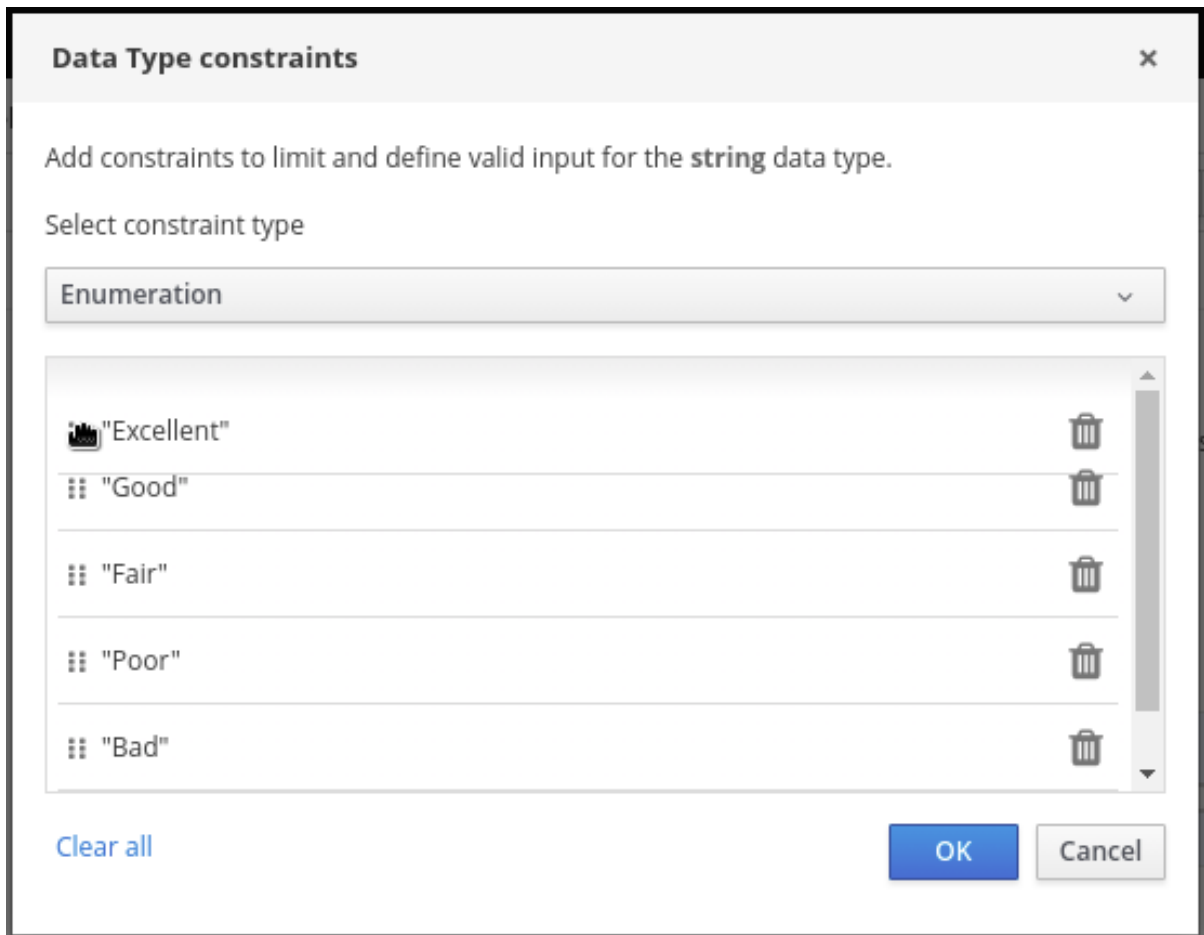 Data Type constraints
Add constraints to limit and define valid input for the string data type.
Select constraint type
Enumeration
"Excellent"
"Good"
"Fair"
"Poor"
"Bad"
Clear all
OK
Cancel